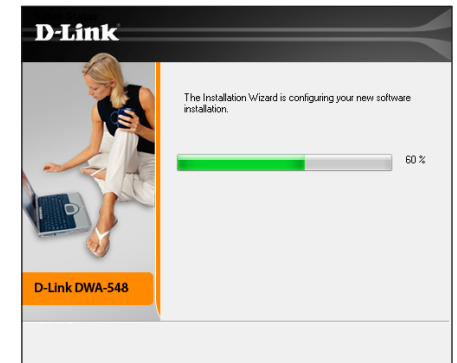 D-Link
The Installation Wizard is configuring your new software
installation.
60 %
D-Link DWA-548